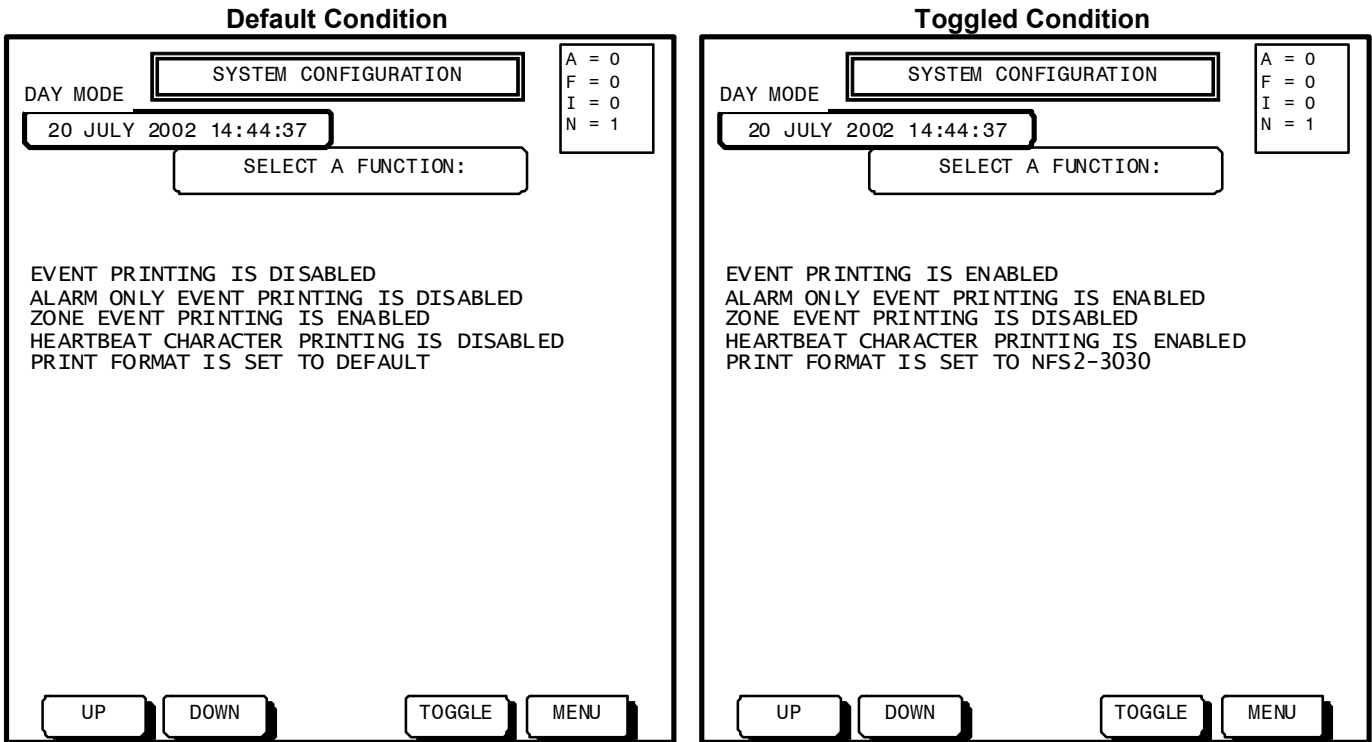 Default Condition
SYSTEM CONFIGURATION
A = 0
F = 0
I = 0
N = 1
DAY MODE
20 JULY 2002 14:44:37
SELECT A FUNCTION:
EVENT PRINTING IS DISABLED
ALARM ONLY EVENT PRINTING IS DISABLED
ZONE EVENT PRINTING IS ENABLED
HEARTBEAT CHARACTER PRINTING IS DISABLED
PRINT FORMAT IS SET TO DEFAULT
UP DOWN TOGGLE MENU
Toggled Condition
SYSTEM CONFIGURATION
A = 0
F = 0
I = 0
N = 1
DAY MODE
20 JULY 2002 14:44:37
SELECT A FUNCTION:
EVENT PRINTING IS ENABLED
ALARM ONLY EVENT PRINTING IS ENABLED
ZONE EVENT PRINTING IS DISABLED
HEARTBEAT CHARACTER PRINTING IS ENABLED
PRINT FORMAT IS SET TO NFS2-3030
UP DOWN TOGGLE MENU